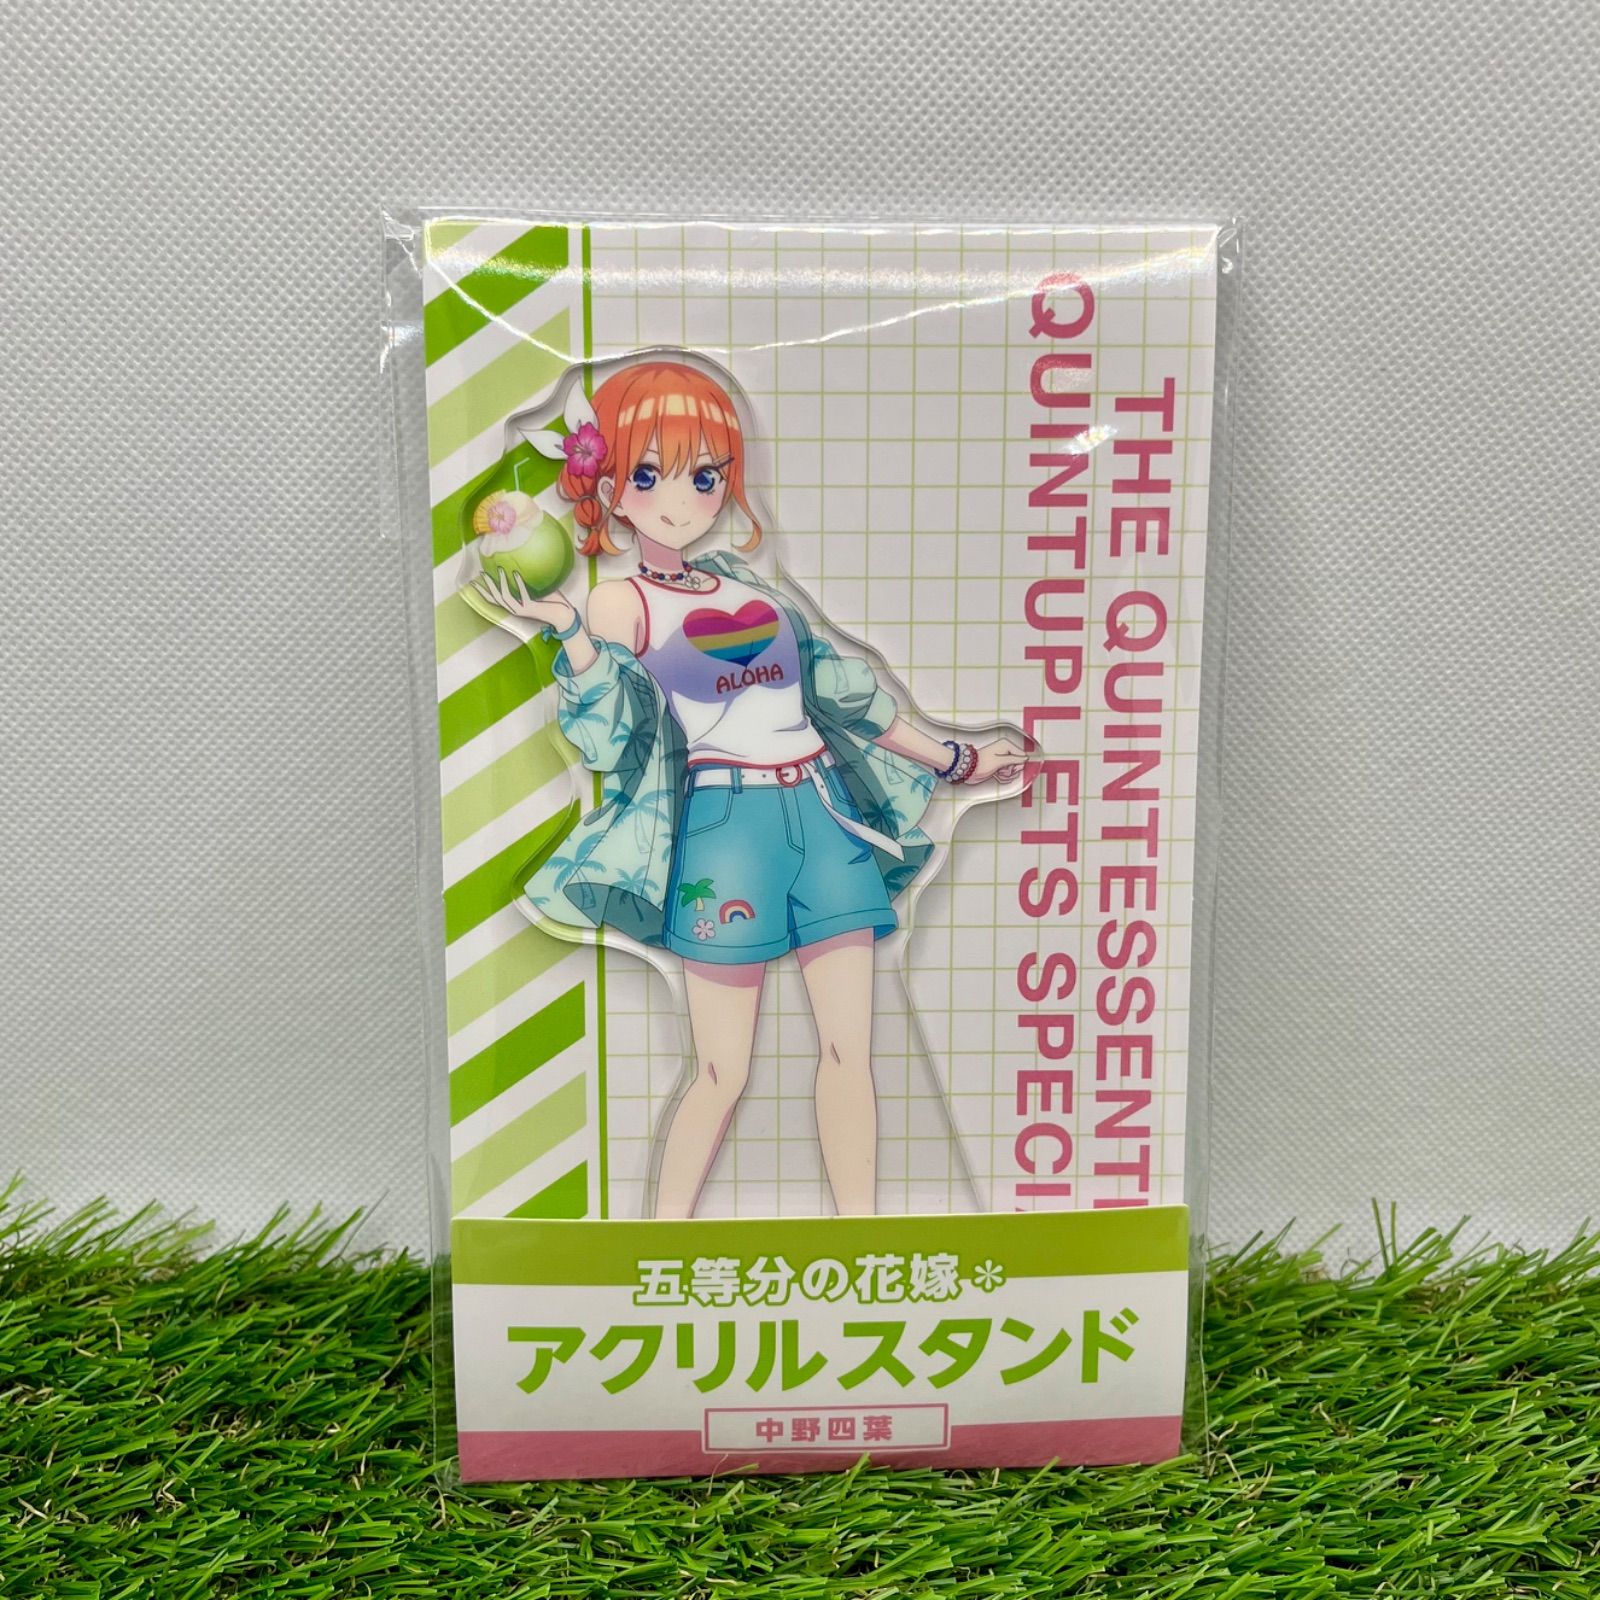 THE QUINTESSENTI
QUINTUPLETS SPECI
ALOHA
五等分の花嫁*
アクリルスタンド
中野四葉